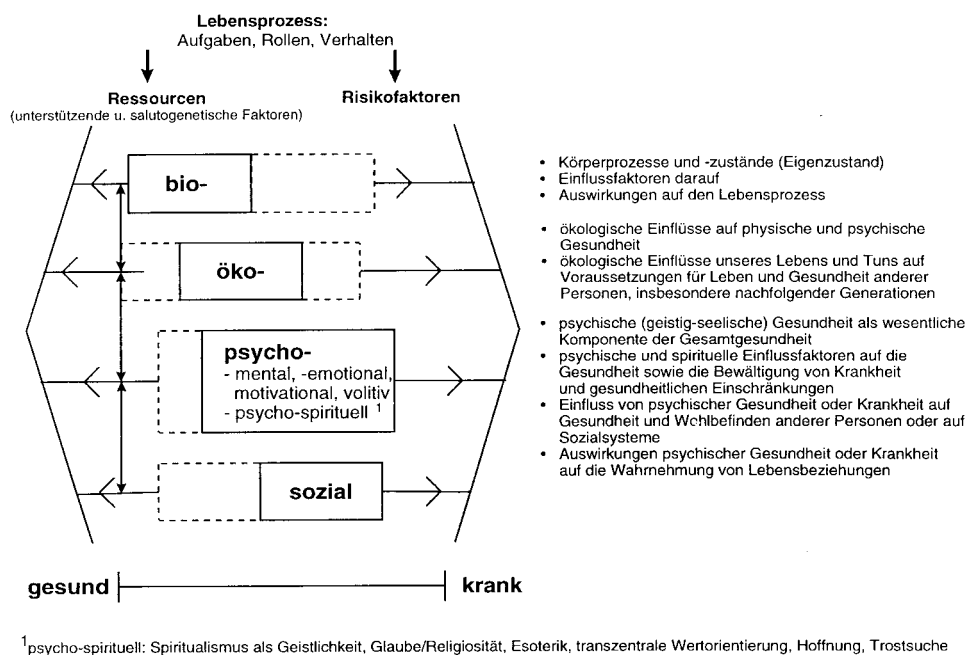 Lebensprozess:
Aufgaben, Rollen, Verhalten
Ressourcen
(unterstützende u. salutogenetische Faktoren)
Risikofaktoren
bio-
• Körperprozesse und -zustände (Eigenzustand)
• Einflussfaktoren darauf
• Auswirkungen auf den Lebensprozess
öko-
• ökologische Einflüsse auf physische und psychische
Gesundheit
• ökologische Einflüsse unseres Lebens und Tuns auf
Voraussetzungen für Leben und Gesundheit anderer
Personen, insbesondere nachfolgender Generationen
psycho-
- mental, -emotional,
motivational, volitiv
- psycho-spirituell 1
• psychische (geistig-seelische) Gesundheit als wesentliche
Komponente der Gesamtgesundheit
• psychische und spirituelle Einflussfaktoren auf die
Gesundheit sowie die Bewältigung von Krankheit
und gesundheitlichen Einschränkungen
• Einfluss von psychischer Gesundheit oder Krankheit auf
Gesundheit und Wohlbefinden anderer Personen oder auf
Sozialsysteme
• Auswirkungen psychischer Gesundheit oder Krankheit
auf die Wahrnehmung von Lebensbeziehungen
sozial
gesund
krank
1psycho-spirituell: Spiritualismus als Geistlichkeit, Glaube/Religiosität, Esoterik, transzentrale Wertorientierung, Hoffnung, Trostsuche